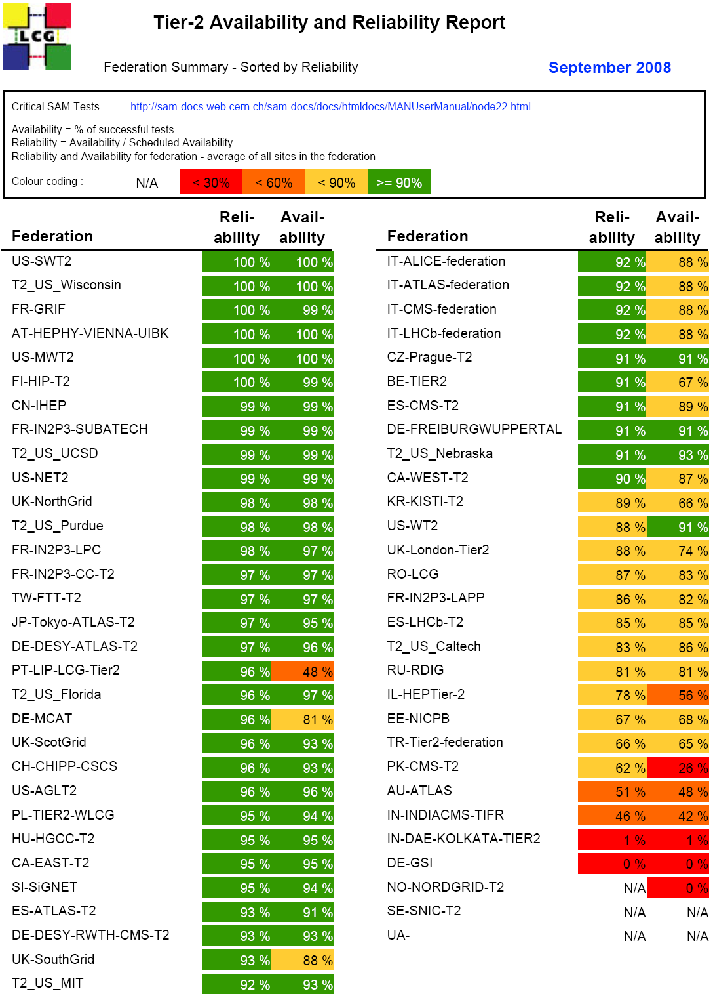 LCG
Tier-2 Availability and Reliability Report
Federation Summary - Sorted by Reliability
September 2008
Critical SAM Tests - http://sam-docs.web.cern.ch/sam-docs/docs/htmldocs/MANUserManual/node22.html
Availability = % of successful tests
Reliability = Availability / Scheduled Availability
Reliability and Availability for federation - average of all sites in the federation
Colour coding : N/A < 30% < 60% < 90% >= 90%
Federation Reli-ability Avail-ability
US-SWT2 100 % 100 %
T2_US_Wisconsin 100 % 100 %
FR-GRIF 100 % 99 %
AT-HEPHY-VIENNA-UIBK 100 % 100 %
US-MWT2 100 % 100 %
FI-HIP-T2 100 % 99 %
CN-IHEP 99 % 99 %
FR-IN2P3-SUBATECH 99 % 99 %
T2_US_UCSD 99 % 99 %
US-NET2 99 % 99 %
UK-NorthGrid 98 % 98 %
T2_US_Purdue 98 % 98 %
FR-IN2P3-LPC 98 % 97 %
FR-IN2P3-CC-T2 97 % 97 %
TW-FTT-T2 97 % 97 %
JP-Tokyo-ATLAS-T2 97 % 95 %
DE-DESY-ATLAS-T2 97 % 96 %
PT-LIP-LCG-Tier2 96 % 48 %
T2_US_Florida 96 % 97 %
DE-MCAT 96 % 81 %
UK-ScotGrid 96 % 93 %
CH-CHIPP-CSCS 96 % 93 %
US-AGLT2 96 % 96 %
PL-TIER2-WLCG 95 % 94 %
HU-HGCC-T2 95 % 95 %
CA-EAST-T2 95 % 95 %
SI-SiGNET 95 % 94 %
ES-ATLAS-T2 93 % 91 %
DE-DESY-RWTH-CMS-T2 93 % 93 %
UK-SouthGrid 93 % 88 %
T2_US_MIT 92 % 93 %
Federation Reli-ability Avail-ability
IT-ALICE-federation 92 % 88 %
IT-ATLAS-federation 92 % 88 %
IT-CMS-federation 92 % 88 %
IT-LHCb-federation 92 % 88 %
CZ-Prague-T2 91 % 91 %
BE-TIER2 91 % 67 %
ES-CMS-T2 91 % 89 %
DE-FREIBURGWUPPERTAL 91 % 91 %
T2_US_Nebraska 91 % 93 %
CA-WEST-T2 90 % 87 %
KR-KISTI-T2 89 % 66 %
US-WT2 88 % 91 %
UK-London-Tier2 88 % 74 %
RO-LCG 87 % 83 %
FR-IN2P3-LAPP 86 % 82 %
ES-LHCb-T2 85 % 85 %
T2_US_Caltech 83 % 86 %
RU-RDIG 81 % 81 %
IL-HEPTier-2 78 % 56 %
EE-NICPB 67 % 68 %
TR-Tier2-federation 66 % 65 %
PK-CMS-T2 62 % 26 %
AU-ATLAS 51 % 48 %
IN-INDIACMS-TIFR 46 % 42 %
IN-DAE-KOLKATA-TIER2 1 % 1 %
DE-GSI 0 % 0 %
NO-NORDGRID-T2 N/A 0 %
SE-SNIC-T2 N/A N/A
UA- N/A N/A